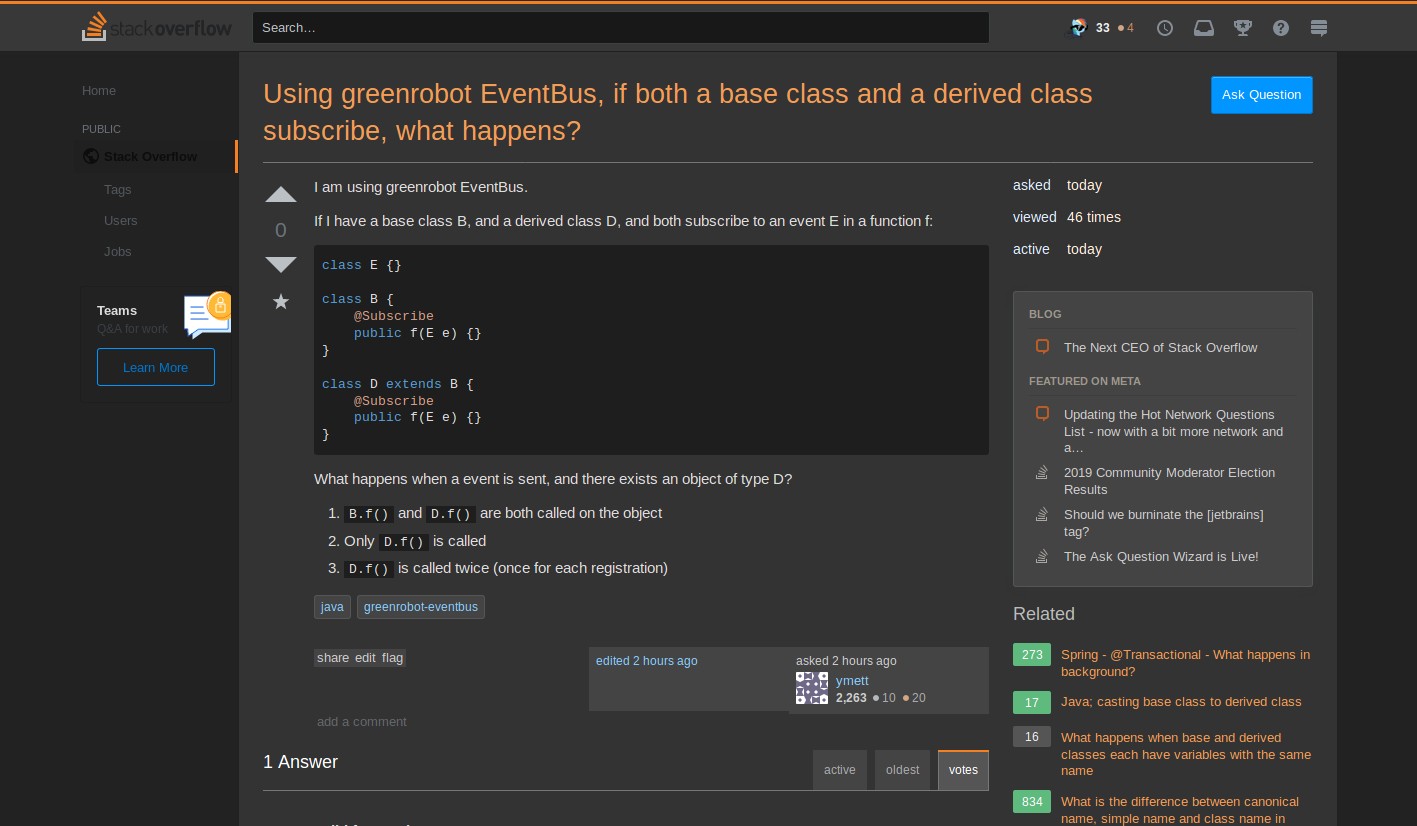 stackoverflow
Search…
33 4
Home
PUBLIC
Stack Overflow
Tags
Users
Jobs
Teams
Q&A for work
Learn More
Using greenrobot EventBus, if both a base class and a derived class
subscribe, what happens?
Ask Question
0
I am using greenrobot EventBus.
If I have a base class B, and a derived class D, and both subscribe to an event E in a function f:
class E {}
class B {
@Subscribe
public f(E e) {}
}
class D extends B {
@Subscribe
public f(E e) {}
}
What happens when a event is sent, and there exists an object of type D?
1. B.f() and D.f() are both called on the object
2. Only D.f() is called
3. D.f() is called twice (once for each registration)
java greenrobot-eventbus
share edit flag
edited 2 hours ago
asked 2 hours ago
ymett
2,263 10 20
add a comment
1 Answer
active oldest votes
asked today
viewed 46 times
active today
BLOG
The Next CEO of Stack Overflow
FEATURED ON META
Updating the Hot Network Questions
List - now with a bit more network and
a…
2019 Community Moderator Election
Results
Should we burninate the [jetbrains]
tag?
The Ask Question Wizard is Live!
Related
273 Spring - @Transactional - What happens in
background?
17 Java; casting base class to derived class
16 What happens when base and derived
classes each have variables with the same
name
834 What is the difference between canonical
name, simple name and class name in